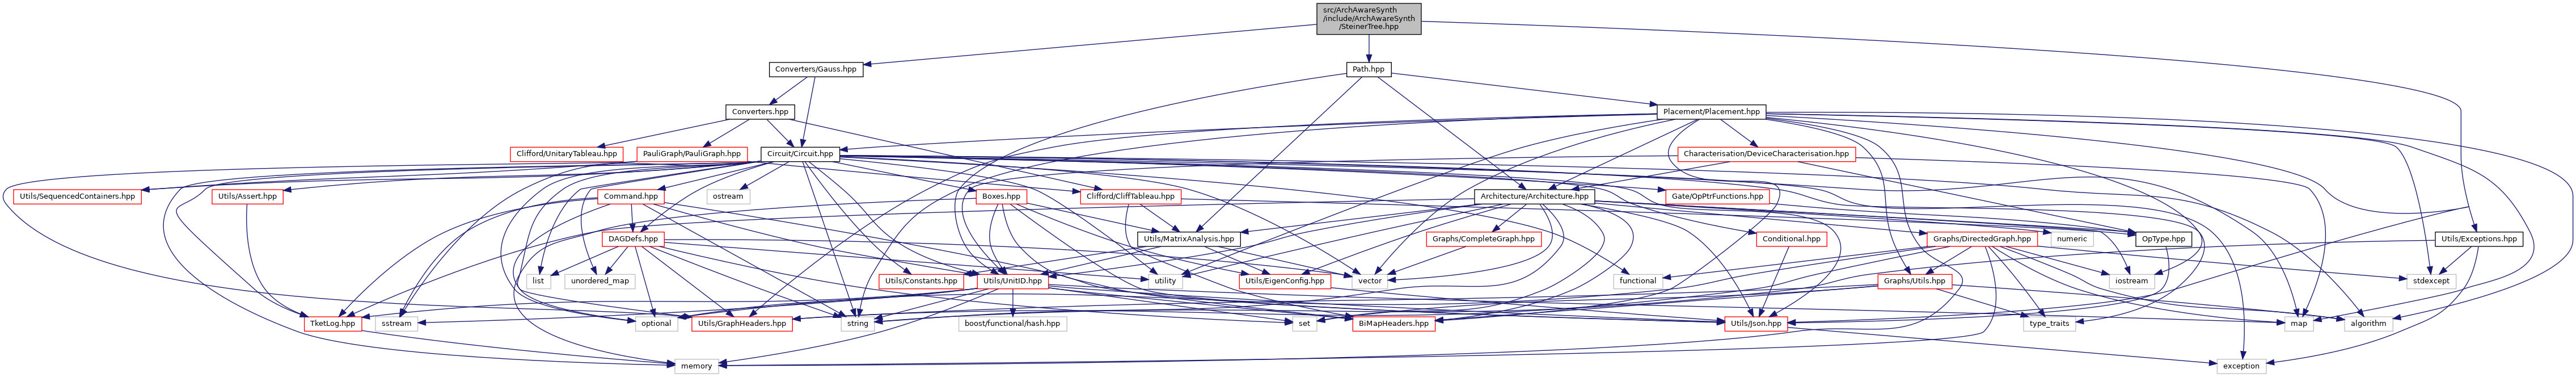 src/ArchAwareSynth
/include/ArchAwareSynth
/SteinerTree.hpp
Converters/Gauss.hpp
Path.hpp
Converters.hpp
Placement/Placement.hpp
Clifford/UnitaryTableau.hpp
PauliGraph/PauliGraph.hpp
Circuit/Circuit.hpp
Characterisation/DeviceCharacterisation.hpp
Utils/SequencedContainers.hpp
Utils/Assert.hpp
Command.hpp
ostream
Boxes.hpp
Clifford/CliffTableau.hpp
Architecture/Architecture.hpp
Gate/OpPtrFunctions.hpp
DAGDefs.hpp
Utils/MatrixAnalysis.hpp
Graphs/CompleteGraph.hpp
Conditional.hpp
Graphs/DirectedGraph.hpp
numeric
OpType.hpp
Utils/Exceptions.hpp
list
unordered_map
Utils/Constants.hpp
Utils/UnitID.hpp
utility
Utils/EigenConfig.hpp
vector
functional
Graphs/Utils.hpp
iostream
stdexcept
TketLog.hpp
sstream
optional
Utils/GraphHeaders.hpp
string
boost/functional/hash.hpp
set
BiMapHeaders.hpp
Utils/Json.hpp
type_traits
map
algorithm
memory
exception